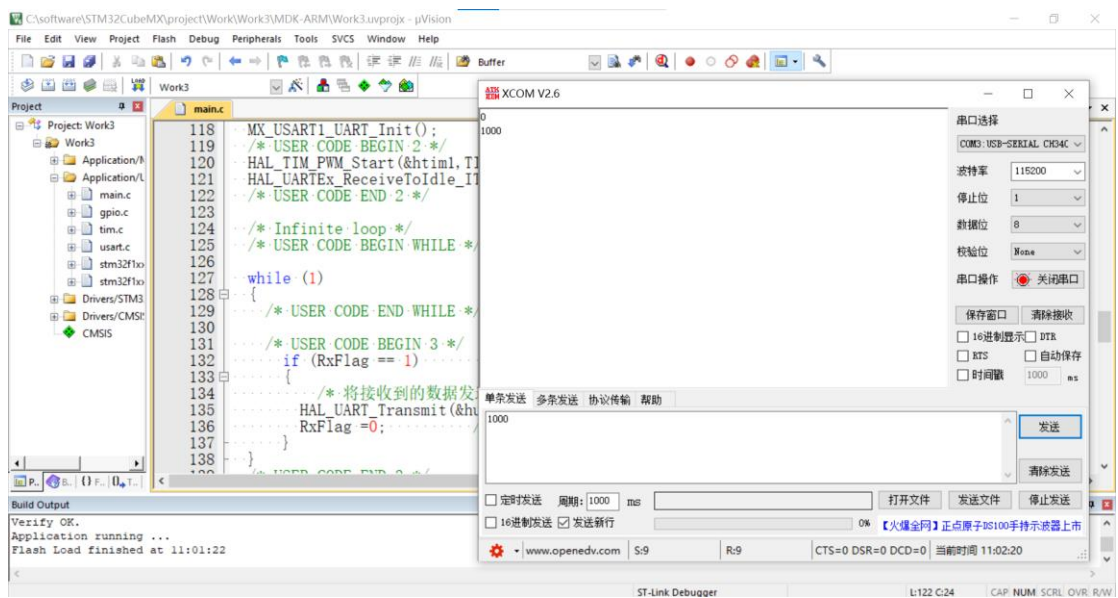 C:\software\STM32CubeMX\project\Work\Work3\MDK-ARM\Work3.uvprojx - µVision
File Edit View Project Flash Debug Peripherals Tools SVCS Window Help
Buffer
LOAD
Work3
Project
Project: Work3
Work3
Application/
Application/
main.c
gpio.c
tim.c
usart.c
stm32f1x
stm32f1x
Drivers/STM3
Drivers/CMSI
CMSIS
P.. B.. {} F.. 0 T..
main.c
118 MX_USART1_UART_Init();
119 /* USER CODE BEGIN 2 */
120 HAL_TIM_PWM_Start(&htim1,TI
121 HAL_UARTEx_ReceiveToIdle_IT
122 /* USER CODE END 2 */
123
124 /* Infinite loop */
125 /* USER CODE BEGIN WHILE */
126
127 while (1)
128 {
129 /* USER CODE END WHILE */
130
131 /* USER CODE BEGIN 3 */
132 if (RxFlag == 1)
133 {
134 /* 将接收到的数据发
135 HAL_UART_Transmit(&hu
136 RxFlag =0; /
137 }
138 }
139 /* USER CODE END 3 */
XCOM V2.6
0
1000
串口选择
COM3:USB-SERIAL CH340
波特率 115200
停止位 1
数据位 8
校验位 None
串口操作 关闭串口
保存窗口 清除接收
16进制显示 DTR
RTS 自动保存
时间戳 1000 ms
单条发送 多条发送 协议传输 帮助
1000
发送
清除发送
定时发送 周期: 1000 ms 打开文件 发送文件 停止发送
16进制发送 发送新行 0% 【火爆全网】正点原子DS100手持示波器上市
www.openedv.com S:9 R:9 CTS=0 DSR=0 DCD=0 当前时间 11:02:20
Build Output
Verify OK.
Application running ...
Flash Load finished at 11:01:22
ST-Link Debugger L:122 C:24 CAP NUM SCRL OVR R/W